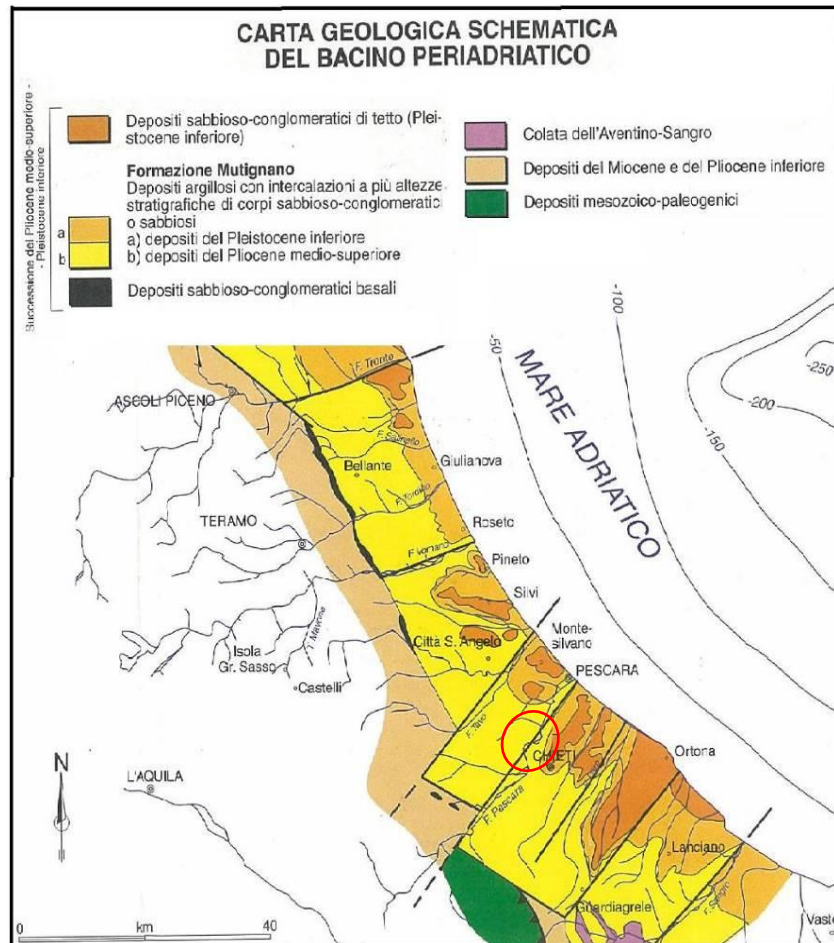 CARTA GEOLOGICA SCHEMATICA
DEL BACINO PERIADRIATICO
Successione del Pliocene medio-superiore -
- Pleistocene inferiore
Depositi sabbioso-conglomeratici di tetto (Plei-
stocene inferiore)
Formazione Mutignano
Depositi argillosi con intercalazioni a più altezze
stratigrafiche di corpi sabbioso-conglomeratic
o sabbiosi
a a) depositi del Pleistocene inferiore
b b) depositi del Pliocene medio-superiore
Depositi sabbioso-conglomeratici basali
Colata dell'Aventino-Sangro
Depositi del Miocene e del Pliocene inferiore
Depositi mesozoico-paleogenici
-50
-100
-150
-200
-250
MARE ADRIATICO
F. Tronto
ASCOLI PICENO
F. Salinello
Bellante
Giulianova
F. Tordino
TERAMO
Roseto
F. Vomano
Pineto
Silvi
T. Mavone
Città S. Angelo
Monte-
silvano
Isola
Gr. Sasso
Castelli
PESCARA
F. Fino
CHIETI
Ortona
N
L'AQUILA
F. Pescara
Lanciano
Guardiagrele
F. Sangro
Vaste
0 km 40